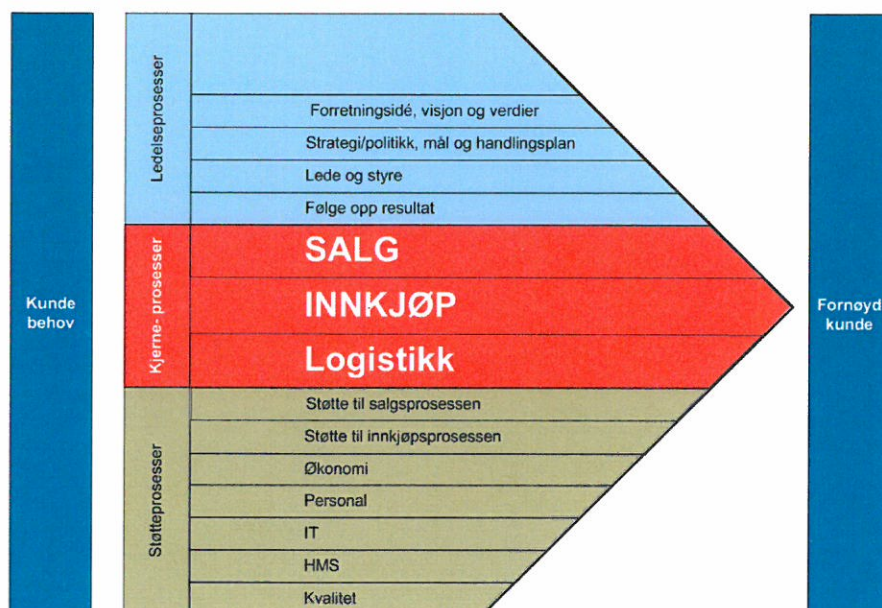 Kunde
behov
Ledelseprosesser
Forretningsidé, visjon og verdier
Strategi/politikk, mål og handlingsplan
Lede og styre
Følge opp resultat
Kjerne- prosesser
SALG
INNKJØP
Logistikk
Støtteprosesser
Støtte til salgsprosessen
Støtte til innkjøpsprosessen
Økonomi
Personal
IT
HMS
Kvalitet
Fornøyd
kunde